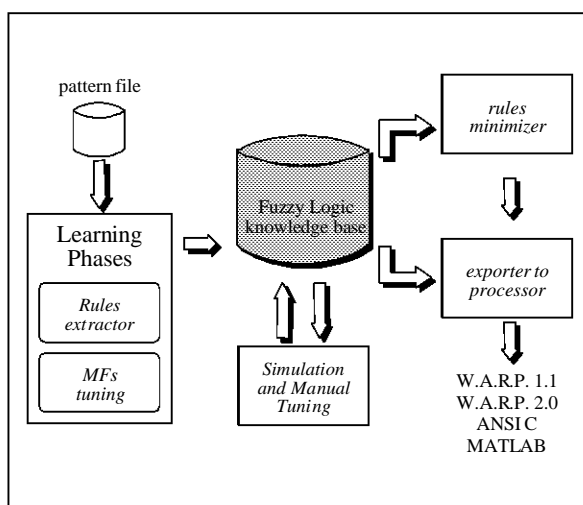 pattern file
Learning
Phases
Rules
extractor
MFs
tuning
Fuzzy Logic
knowledge base
Simulation
and Manual
Tuning
rules
minimizer
exporter to
processor
W.A.R.P. 1.1
W.A.R.P. 2.0
ANSI C
MATLAB